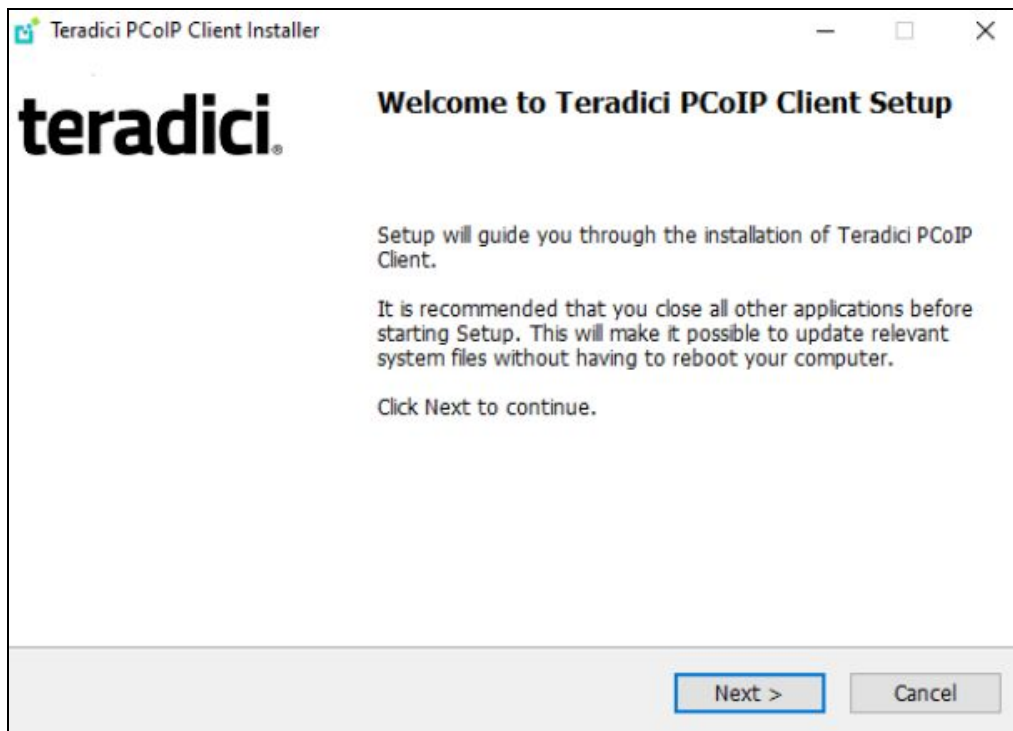 Teradici PCoIP Client Installer
teradici®
Welcome to Teradici PCoIP Client Setup
Setup will guide you through the installation of Teradici PCoIP
Client.
It is recommended that you close all other applications before
starting Setup. This will make it possible to update relevant
system files without having to reboot your computer.
Click Next to continue.
Next >
Cancel